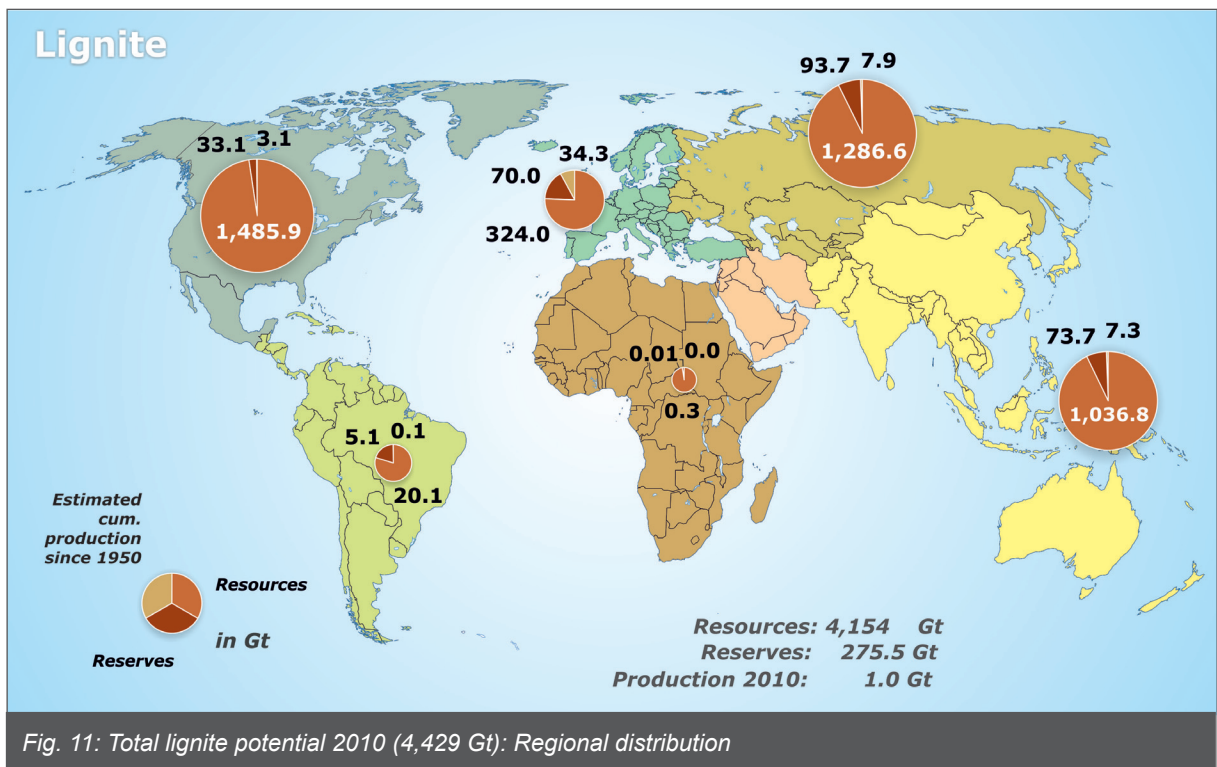 Lignite
93.7 7.9
1,286.6
33.1 3.1
1,485.9
34.3
70.0
324.0
73.7 7.3
1,036.8
0.01 0.0
0.3
5.1 0.1
20.1
Estimated
cum.
production
since 1950
Resources
in Gt
Reserves
Resources: 4,154 Gt
Reserves: 275.5 Gt
Production 2010: 1.0 Gt
Fig. 11: Total lignite potential 2010 (4,429 Gt): Regional distribution